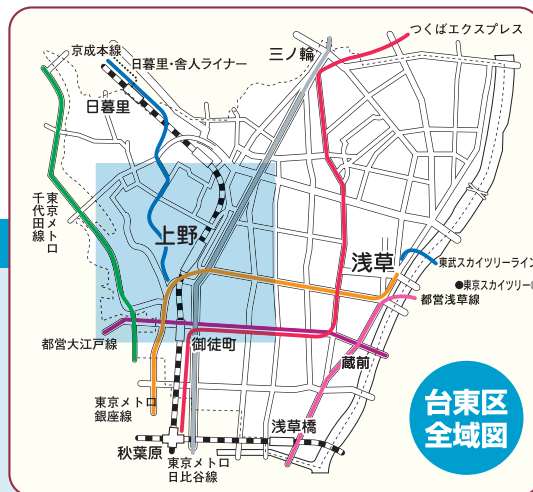 つくばエクスプレス
京成本線
三ノ輪
日暮里・舎人ライナー
日暮里
東京メトロ
千代田線
上野
浅草
東武スカイツリーライン
●東京スカイツリー
都営浅草線
都営大江戸線
御徒町
蔵前
東京メトロ
銀座線
台東区
全域図
浅草橋
秋葉原
東京メトロ
日比谷線